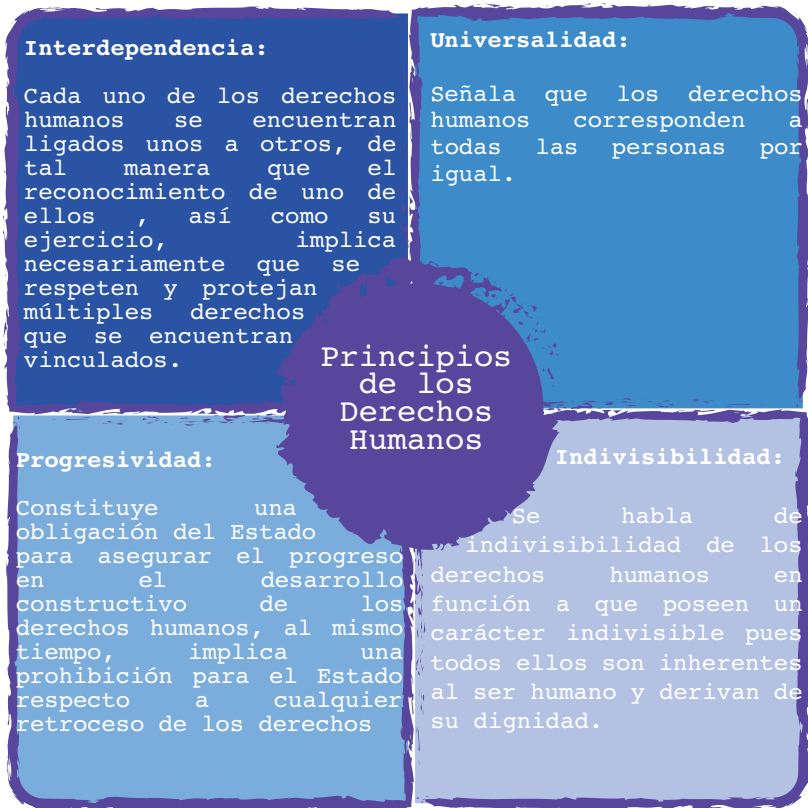 Interdependencia:
Cada uno de los derechos
humanos se encuentran
ligados unos a otros, de
tal manera que el
reconocimiento de uno de
ellos , así como su
ejercicio, implica
necesariamente que se
respeten y protejan
múltiples derechos
que se encuentran
vinculados.
Universalidad:
Señala que los derechos
humanos corresponden a
todas las personas por
igual.
Principios
de los
Derechos
Humanos
Progresividad:
Constituye una
obligación del Estado
para asegurar el progreso
en el desarrollo
constructivo de los
derechos humanos, al mismo
tiempo, implica una
prohibición para el Estado
respecto a cualquier
retroceso de los derechos
Indivisibilidad:
Se habla de
indivisibilidad de los
derechos humanos en
función a que poseen un
carácter indivisible pues
todos ellos son inherentes
al ser humano y derivan de
su dignidad.